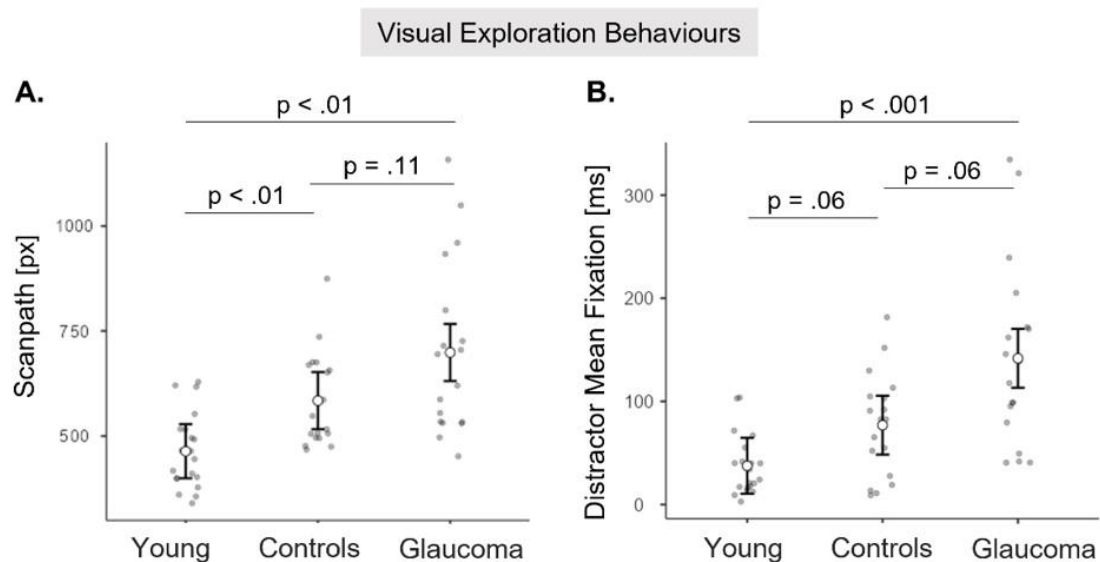 Visual Exploration Behaviours
A.
p < .01
p = .11
p < .01
Scanpath [px]
1000
750
500
Young Controls Glaucoma
B.
p < .001
p = .06
p = .06
Distractor Mean Fixation [ms]
300
200
100
0
Young Controls Glaucoma